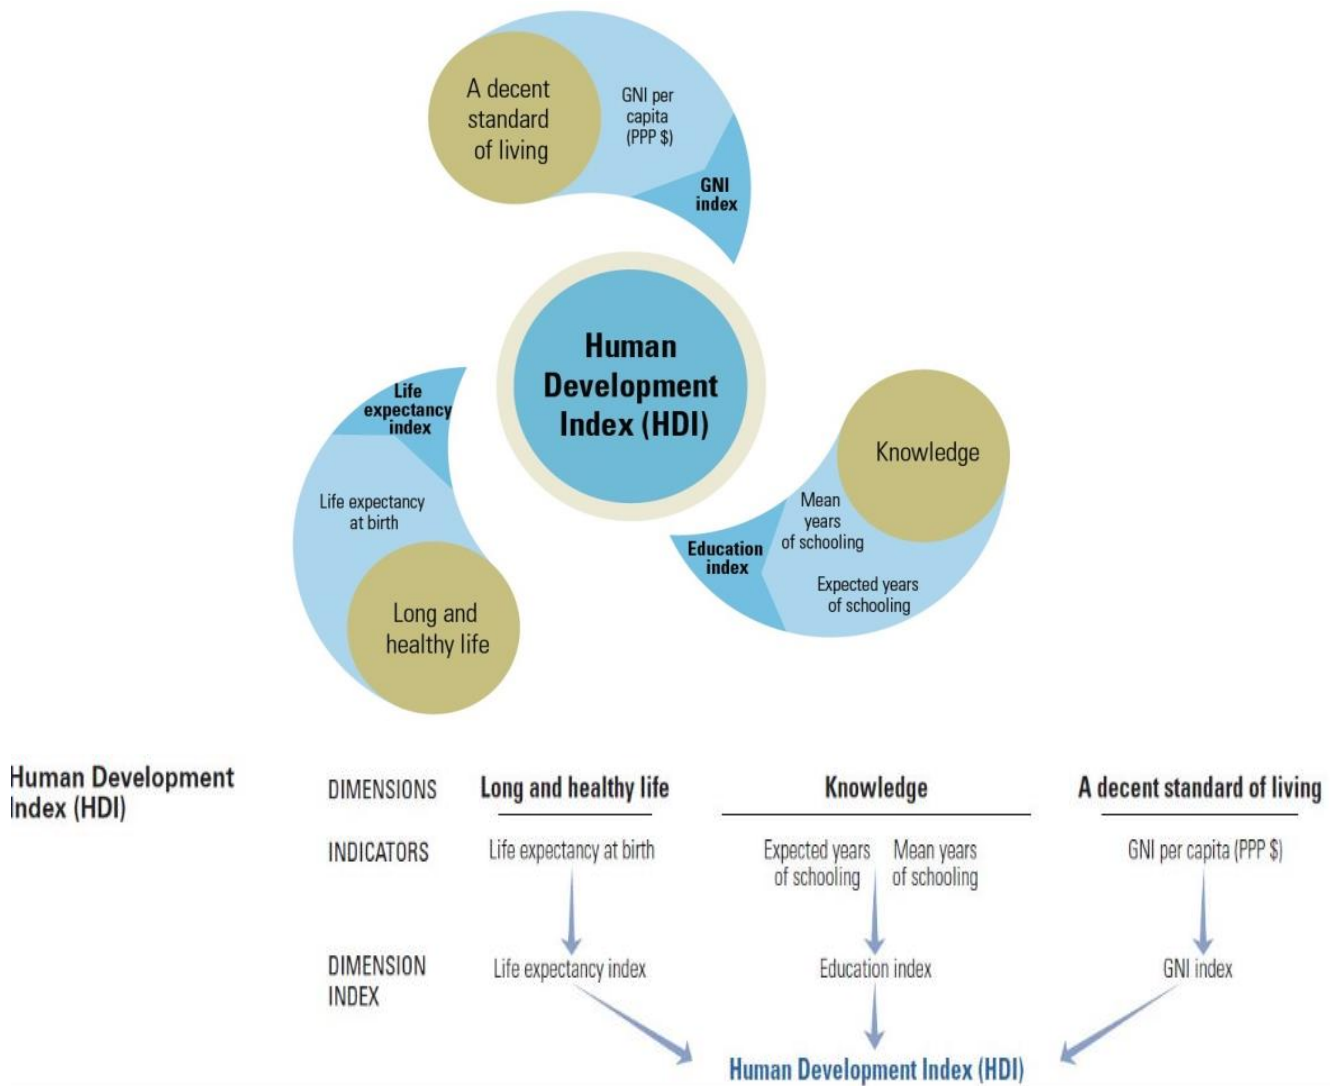 A decent
standard
of living
GNI per
capita
(PPP $)
GNI
index
Human
Development
Index (HDI)
Life
expectancy
index
Life expectancy
at birth
Long and
healthy life
Knowledge
Mean
years
of schooling
Expected years
of schooling
Education
index
Human Development
Index (HDI)
DIMENSIONS
Long and healthy life
Knowledge
A decent standard of living
INDICATORS
Life expectancy at birth
Expected years
of schooling
Mean years
of schooling
GNI per capita (PPP $)
DIMENSION
INDEX
Life expectancy index
Education index
GNI index
Human Development Index (HDI)